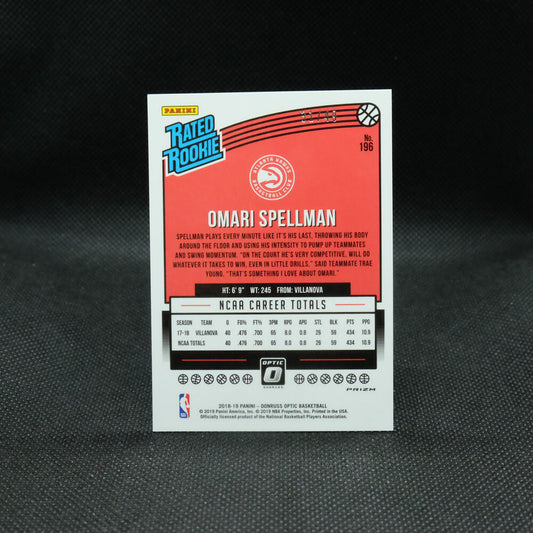 PANINI
RATED
ROOKIE
No.
196
ATLANTA HAWKS
BASKETBALL CLUB
OMARI SPELLMAN
SPELLMAN PLAYS EVERY MINUTE LIKE IT'S HIS LAST, THROWING HIS BODY
AROUND THE FLOOR AND USING HIS INTENSITY TO PUMP UP TEAMMATES
AND SWING MOMENTUM. "ON THE COURT HE'S VERY COMPETITIVE, WILL DO
WHATEVER IT TAKES TO WIN, EVEN IN LITTLE DRILLS," SAID TEAMMATE TRAE
YOUNG. "THAT'S SOMETHING I LOVE ABOUT OMARI."
HT: 6' 9" WT: 245 FROM: VILLANOVA
NCAA CAREER TOTALS
SEASON TEAM G FG% FT% 3PM RPG APG STL BLK PTS PPG
17-18 VILLANOVA 40 .476 .700 65 8.0 0.8 26 59 434 10.9
NCAA TOTALS 40 .476 .700 65 8.0 0.8 26 59 434 10.9
OPTIC
DONRUSS
2018-19 PANINI - DONRUSS OPTIC BASKETBALL
© 2019 Panini America, Inc. © 2019 NBA Properties, Inc. Printed in the USA.
Officially licensed product of the National Basketball Players Association.
PRIZM